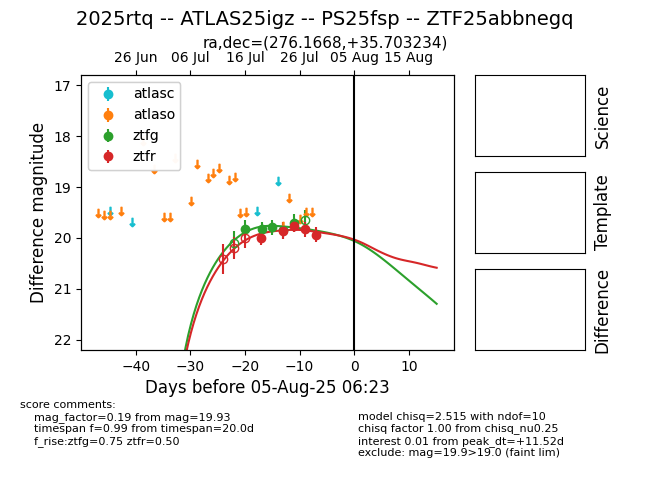 2025rtq -- ATLAS25igz -- PS25fsp -- ZTF25abbnegq
ra,dec=(276.1668,+35.703234)
26 Jun 06 Jul 16 Jul 26 Jul 05 Aug 15 Aug
17
18
19
20
21
22
Difference magnitude
atlasc
atlaso
ztfg
ztfr
−40 −30 −20 −10 0 10
Days before 05-Aug-25 06:23
Science
Template
Difference
score comments:
mag_factor=0.19 from mag=19.93
timespan f=0.99 from timespan=20.0d
f_rise:ztfg=0.75 ztfr=0.50
model chisq=2.515 with ndof=10
chisq factor 1.00 from chisq_nu0.25
interest 0.01 from peak_dt=+11.52d
exclude: mag=19.9>19.0 (faint lim)